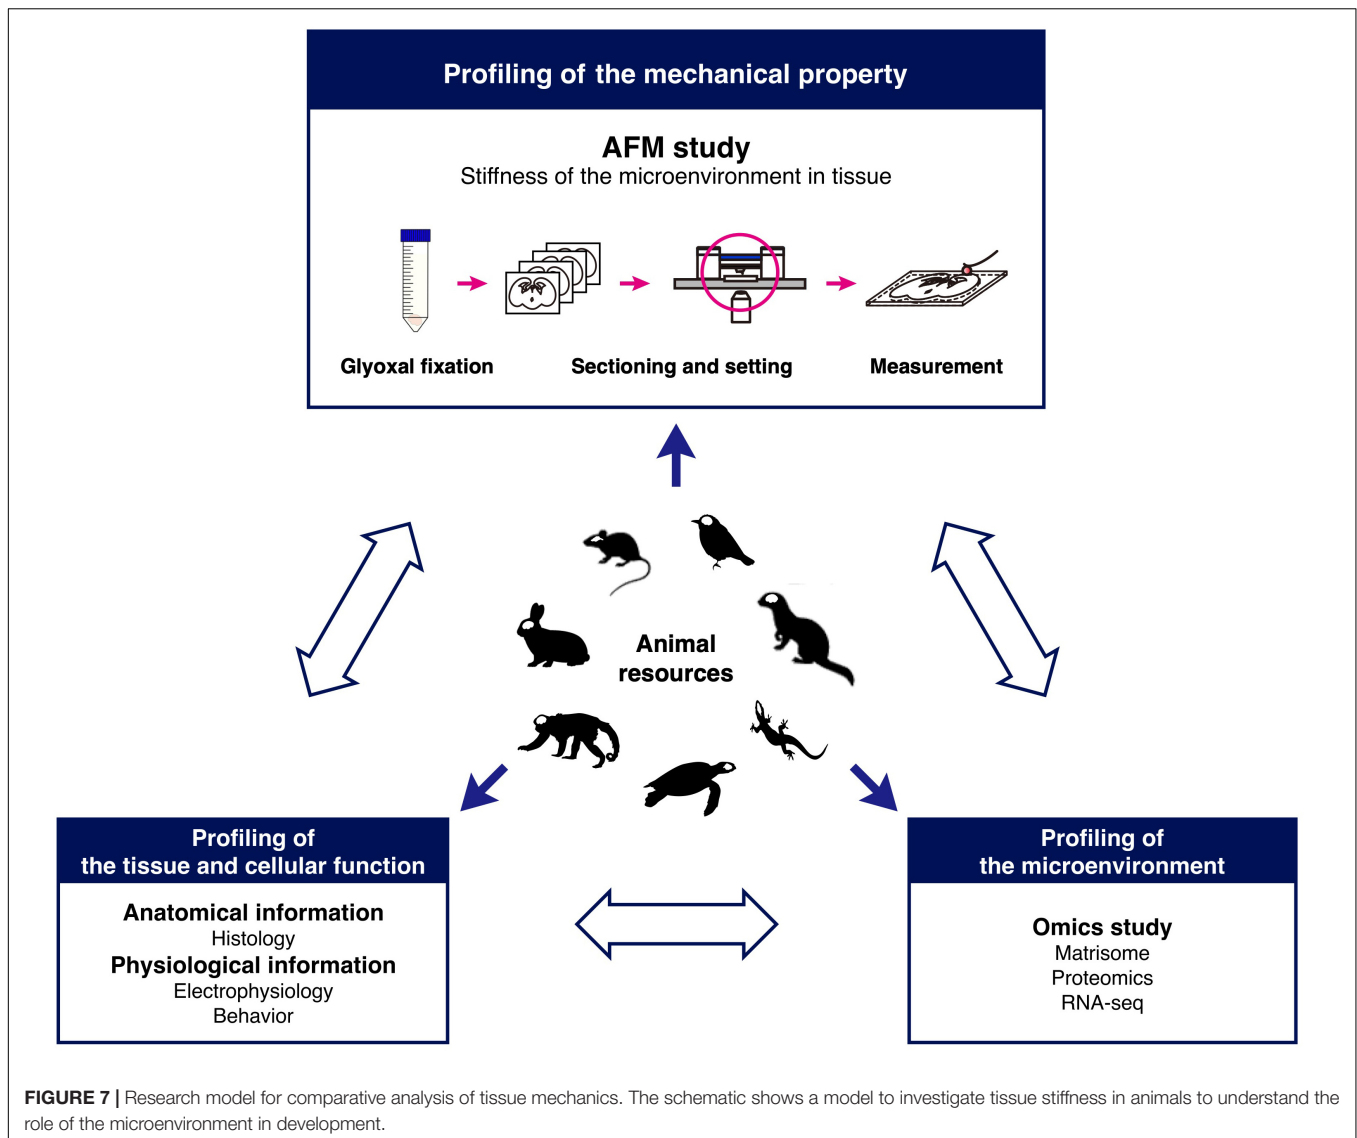 Profiling of the mechanical property
AFM study
Stiffness of the microenvironment in tissue
Glyoxal fixation
Sectioning and setting
Measurement
Animal
resources
Profiling of
the tissue and cellular function
Anatomical information
Histology
Physiological information
Electrophysiology
Behavior
Profiling of
the microenvironment
Omics study
Matrisome
Proteomics
RNA-seq
FIGURE 7 | Research model for comparative analysis of tissue mechanics. The schematic shows a model to investigate tissue stiffness in animals to understand the
role of the microenvironment in development.